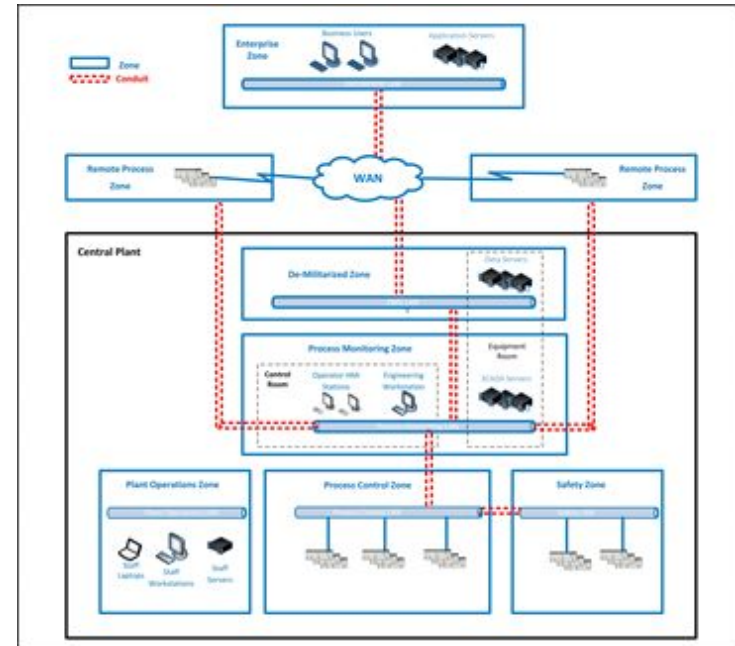 Business Users
Application Servers
Enterprise
Zone
Zone
Conduit
Remote Process
Zone
WAN
Remote Process
Zone
Central Plant
De-Militarized Zone
Data Servers
Process Monitoring Zone
Equipment
Room
Control
Room
Operator HMI
Stations
Engineering
Workstation
SCADA Servers
Plant Operations Zone
Process Control Zone
Safety Zone
Staff
Laptops
Staff
Workstations
Staff
Servers